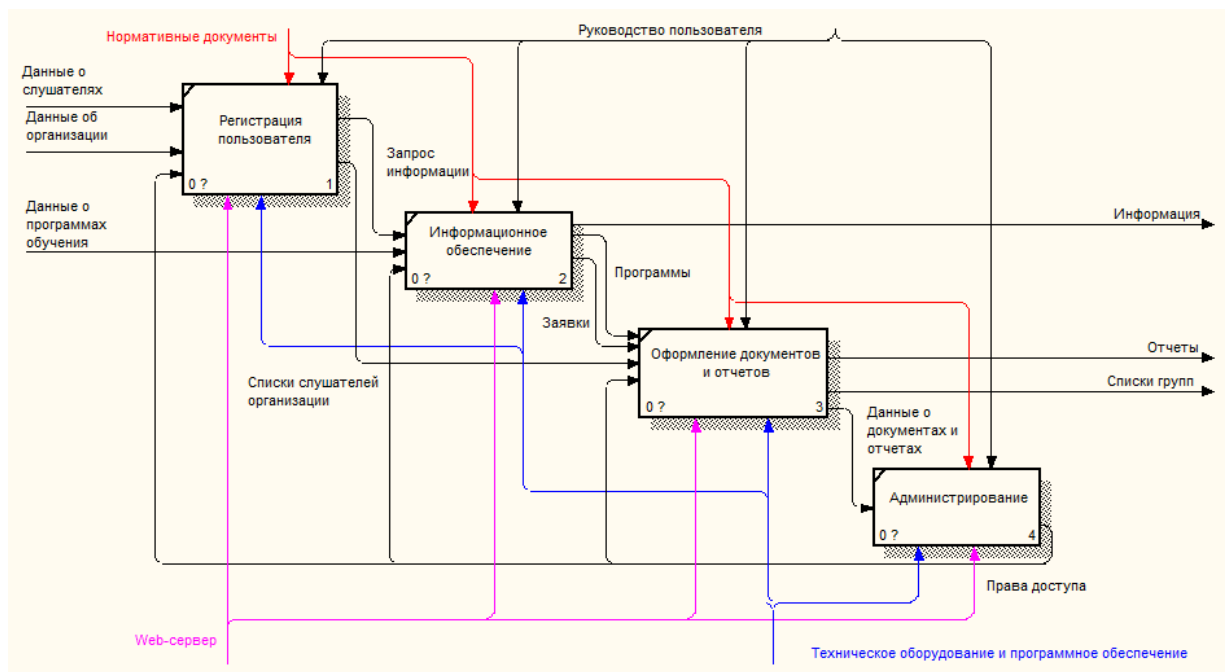 Нормативные документы
Руководство пользователя
Данные о
слушателях
Данные об
организации
Регистрация
пользователя
0 ?
1
Запрос
информации
Данные о
программах
обучения
Информационное
обеспечение
0 ?
2
Информация
Программы
Заявки
Оформление документов
и отчетов
0 ?
3
Отчеты
Списки групп
Списки слушателей
организации
Данные о
документах и
отчетах
Администрирование
0 ?
4
Права доступа
Web-сервер
Техническое оборудование и программное обеспечение